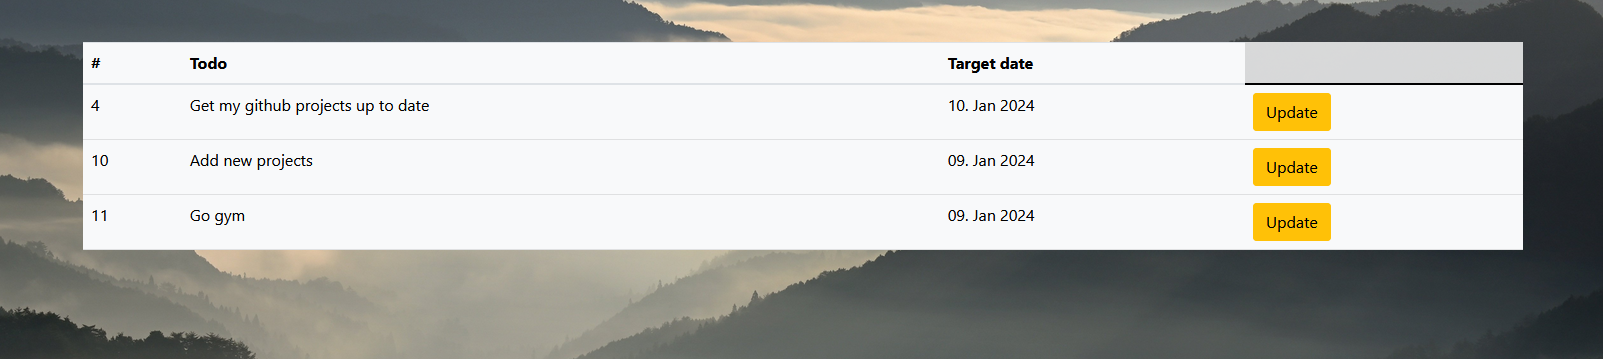 # Todo Target date
4 Get my github projects up to date 10. Jan 2024 Update
10 Add new projects 09. Jan 2024 Update
11 Go gym 09. Jan 2024 Update